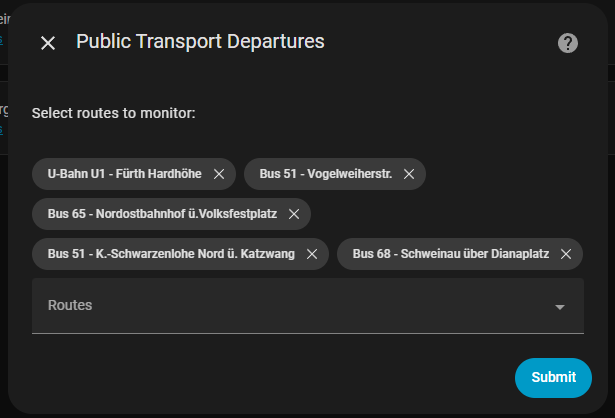 Public Transport Departures
Select routes to monitor:
U-Bahn U1 - Fürth Hardhöhe
Bus 51 - Vogelweiherstr.
Bus 65 - Nordostbahnhof ü.Volksfestplatz
Bus 51 - K.-Schwarzenlohe Nord ü. Katzwang
Bus 68 - Schweinau über Dianaplatz
Routes
Submit